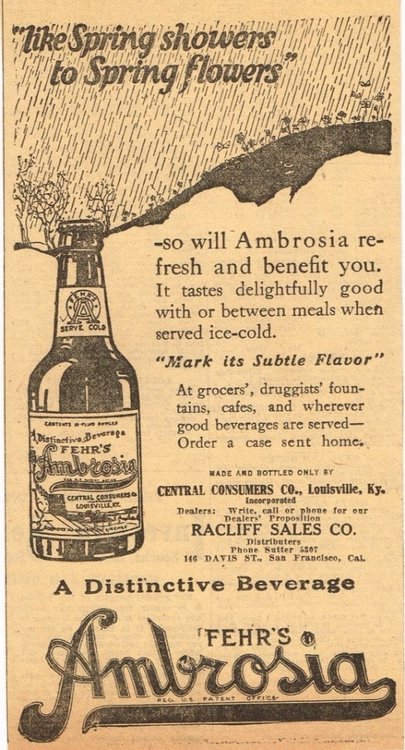 "like Spring showers
to Spring flowers"
-so will Ambrosia re-
fresh and benefit you.
It tastes delightfully good
with or between meals when
served ice-cold.
"Mark its Subtle Flavor"
At grocers', druggists' foun-
tains, cafes, and wherever
good beverages are served—
Order a case sent home.
MADE AND BOTTLED ONLY BY
CENTRAL CONSUMERS CO., Louisville, Ky.
Incorporated
Dealers: Write, call or phone for our
Dealers' Proposition
RACLIFF SALES CO.
Distributers
Phone Sutter 5207
146 DAVIS ST., San Francisco, Cal.
FEHR'S
SERVE COLD
CONTENTS FLUID OUNCES
A Distinctive Beverage
FEHR'S
Ambrosia
CENTRAL CONSUMERS Co.
LOUISVILLE, KY.
A Distinctive Beverage
FEHR'S
Ambrosia
REG. U.S. PATENT OFFICE